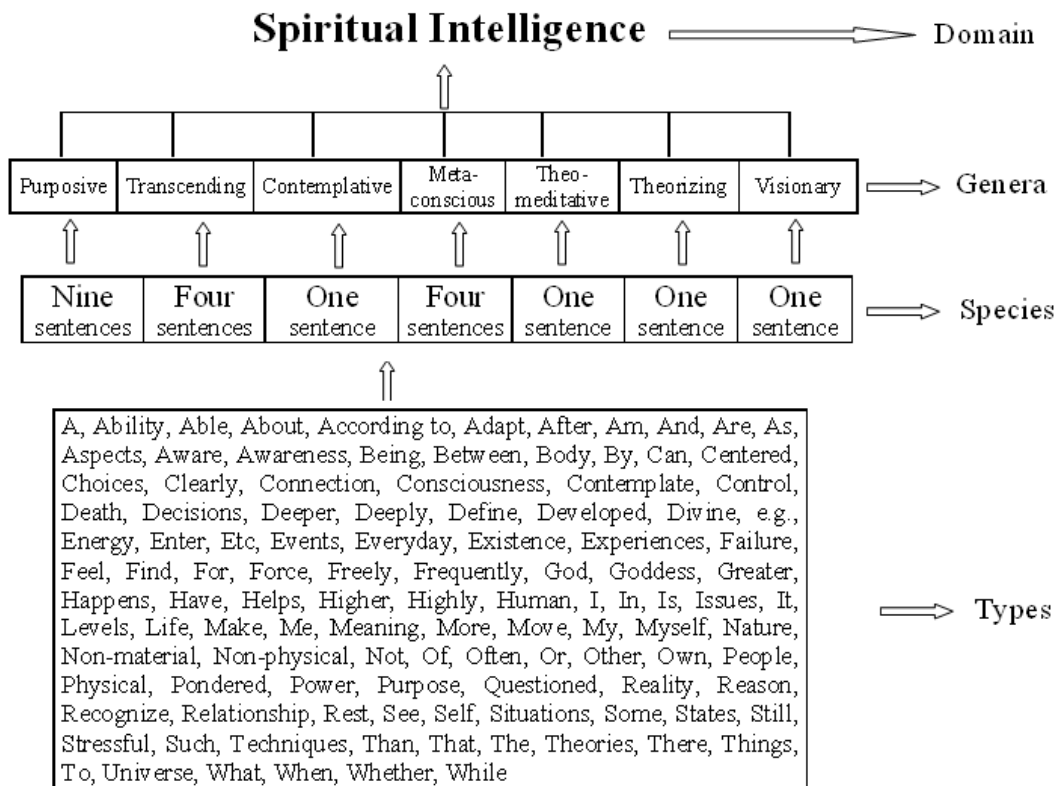 Spiritual Intelligence
Domain
Purposive
Transcending
Contemplative
Meta-
conscious
Theo-
meditative
Theorizing
Visionary
Genera
Nine
sentences
Four
sentences
One
sentence
Four
sentences
One
sentence
One
sentence
One
sentence
Species
A, Ability, Able, About, According to, Adapt, After, Am, And, Are, As,
Aspects, Aware, Awareness, Being, Between, Body, By, Can, Centered,
Choices, Clearly, Connection, Consciousness, Contemplate, Control,
Death, Decisions, Deeper, Deeply, Define, Developed, Divine, e.g.,
Energy, Enter, Etc, Events, Everyday, Existence, Experiences, Failure,
Feel, Find, For, Force, Freely, Frequently, God, Goddess, Greater,
Happens, Have, Helps, Higher, Highly, Human, I, In, Is, Issues, It,
Levels, Life, Make, Me, Meaning, More, Move, My, Myself, Nature,
Non-material, Non-physical, Not, Of, Often, Or, Other, Own, People,
Physical, Pondered, Power, Purpose, Questioned, Reality, Reason,
Recognize, Relationship, Rest, See, Self, Situations, Some, States, Still,
Stressful, Such, Techniques, Than, That, The, Theories, There, Things,
To, Universe, What, When, Whether, While
Types